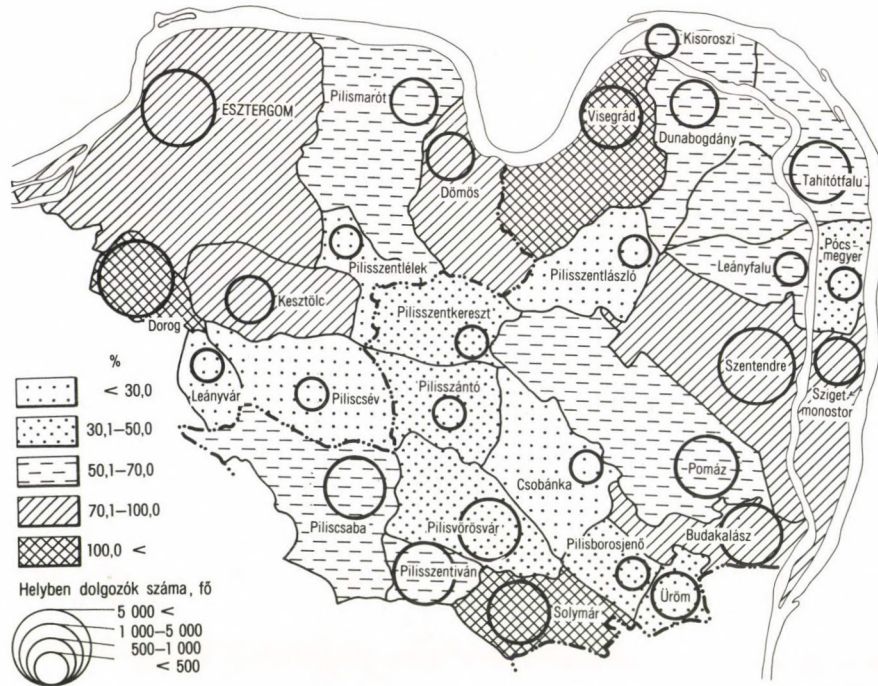 Kisoroszi
Pilismarót
ESZTERGOM
Visegrád
Dunabogdány
Dömös
Tahitótfalu
Pócs-
megyer
Pilisszentlélek
Pilisszentlászló
Leányfalu
Kesztölc
Pilisszentkereszt
Dorog
Szentendre
Sziget-
monostor
Leányvár
Piliscsév
Pilisszántó
Pomáz
Csobánka
Piliscsaba
Pilisvörösvár
Pilisborosjenő
Budakalász
Pilisszentiván
Üröm
Solymár
%
< 30,0
30,1–50,0
50,1–70,0
70,1–100,0
100,0 <
Helyben dolgozók száma, fő
5 000 <
1 000–5 000
500–1 000
< 500